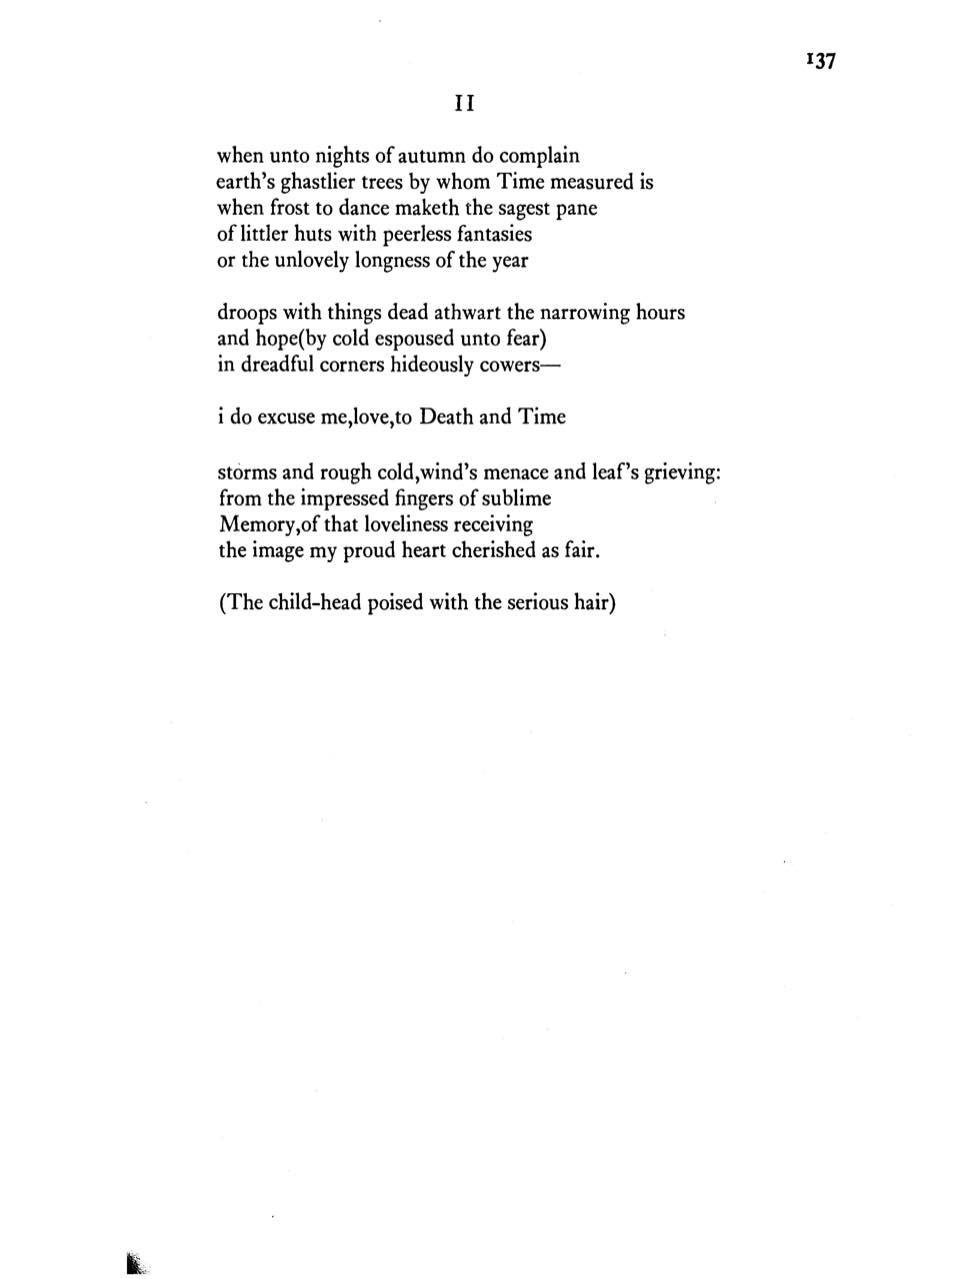 137
II
when unto nights of autumn do complain
earth's ghastlier trees by whom Time measured is
when frost to dance maketh the sagest pane
of littler huts with peerless fantasies
or the unlovely longness of the year
droops with things dead athwart the narrowing hours
and hope(by cold espoused unto fear)
in dreadful corners hideously cowers—
i do excuse me,love,to Death and Time
storms and rough cold,wind's menace and leaf's grieving:
from the impressed fingers of sublime
Memory,of that loveliness receiving
the image my proud heart cherished as fair.
(The child-head poised with the serious hair)